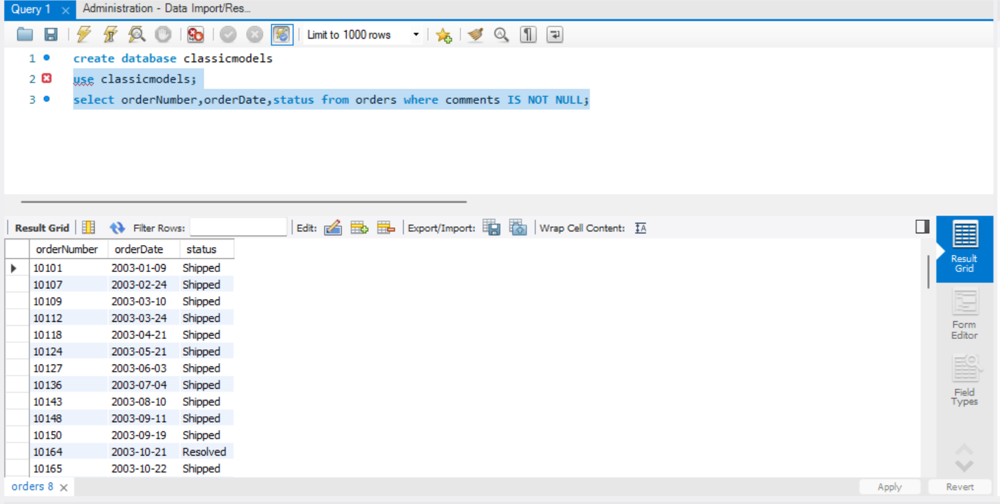 Query 1 Administration - Data Import/Res...
Limit to 1000 rows
1 create database classicmodels
2 use classicmodels;
3 select orderNumber,orderDate,status from orders where comments IS NOT NULL;
Result Grid Filter Rows: Edit: Export/Import: Wrap Cell Content:
orderNumber orderDate status
10101 2003-01-09 Shipped
10107 2003-02-24 Shipped
10109 2003-03-10 Shipped
10112 2003-03-24 Shipped
10118 2003-04-21 Shipped
10124 2003-05-21 Shipped
10127 2003-06-03 Shipped
10136 2003-07-04 Shipped
10143 2003-08-10 Shipped
10148 2003-09-11 Shipped
10150 2003-09-19 Shipped
10164 2003-10-21 Resolved
10165 2003-10-22 Shipped
Result
Grid
Form
Editor
Field
Types
orders 8 Apply Revert